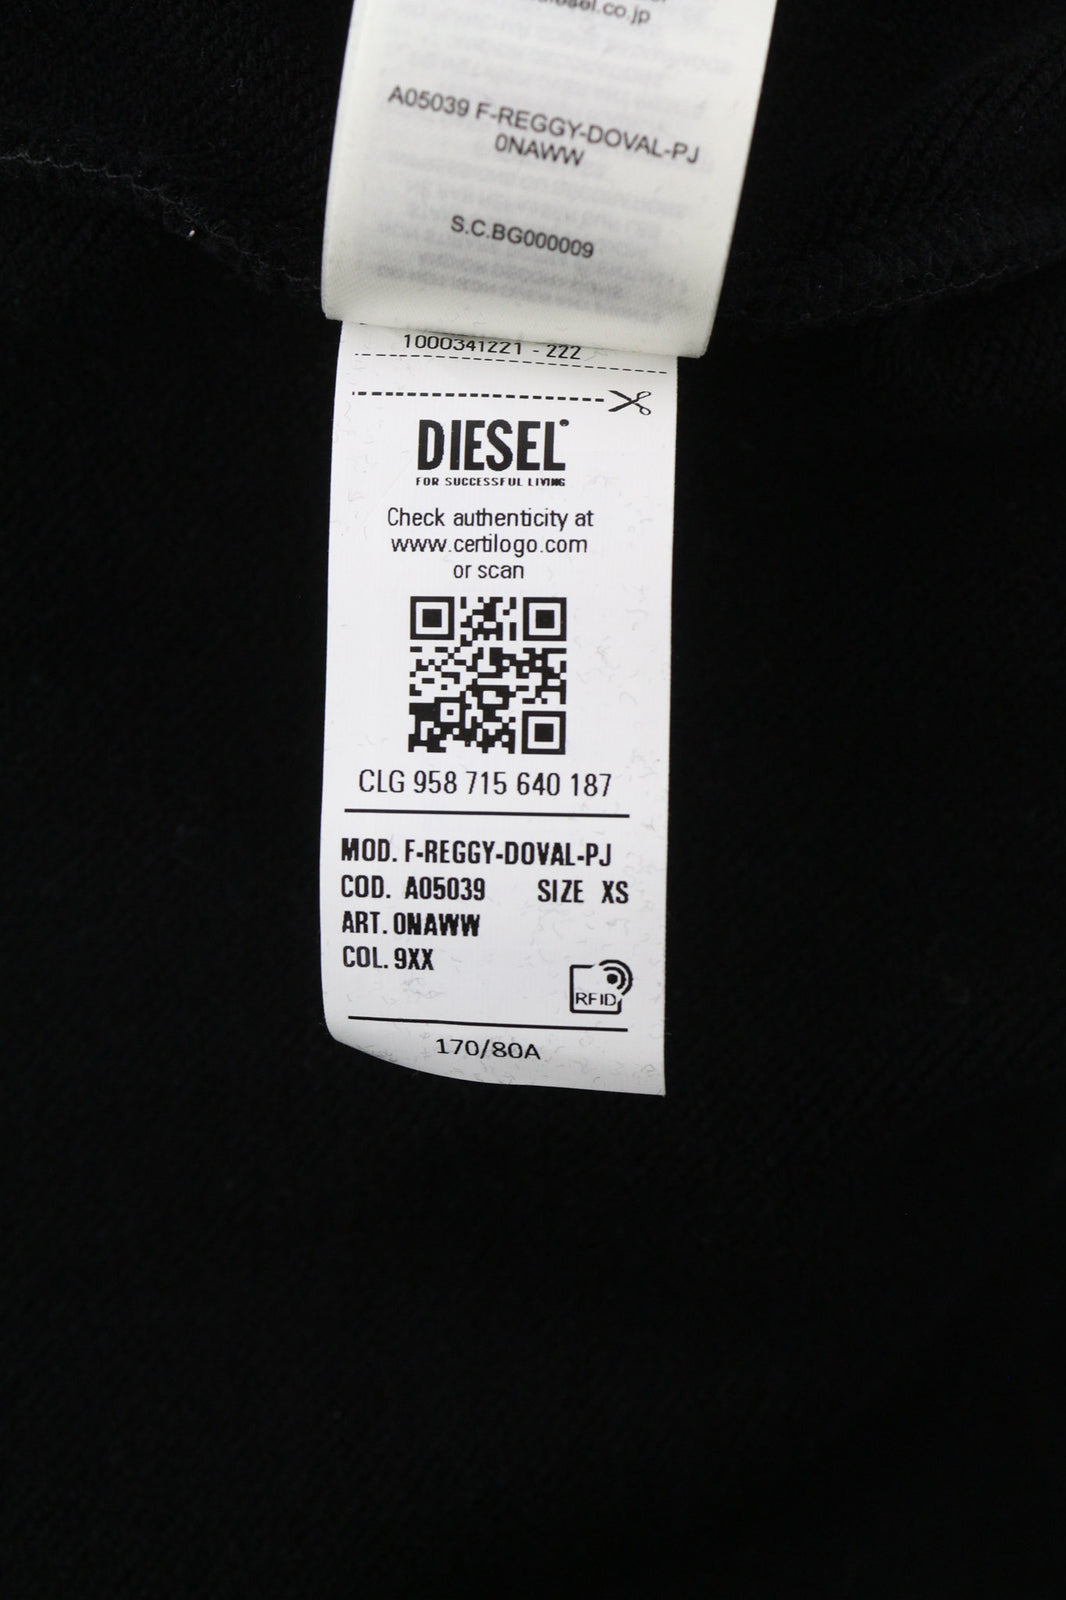 A05039 F-REGGY-DOVAL-PJ
0NAWW
S.C.BG000009
1000341221 - 222
DIESEL
FOR SUCCESSFUL LIVING
Check authenticity at
www.certilogo.com
or scan
CLG 958 715 640 187
MOD. F-REGGY-DOVAL-PJ
COD. A05039 SIZE XS
ART. 0NAWW
COL. 9XX
RFID
170/80A